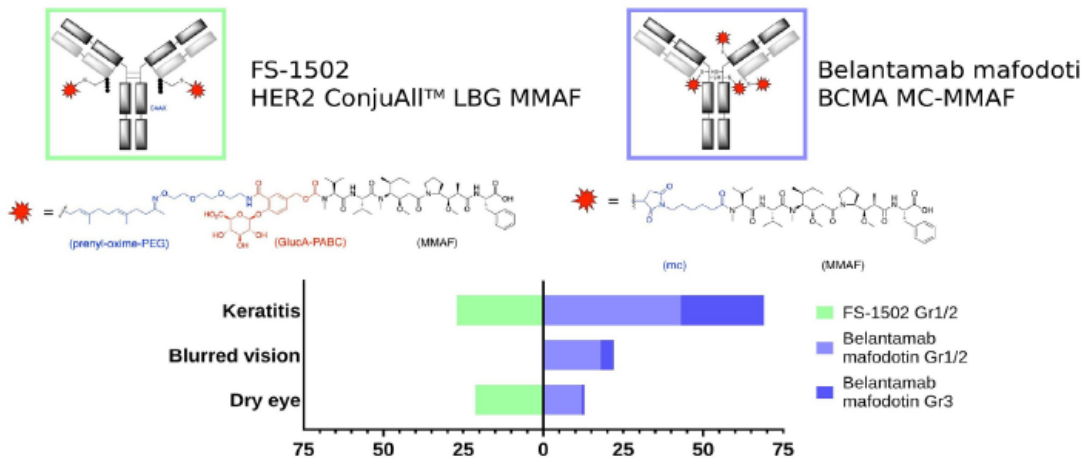 FS-1502
HER2 ConjuAll™ LBG MMAF
Belantamab mafodoti
BCMA MC-MMAF
CAAX
(prenyl-oxime-PEG)
(GlucA-PABC)
(MMAF)
(mc)
(MMAF)
Keratitis
Blurred vision
Dry eye
75 50 25 0 25 50 75
FS-1502 Gr1/2
Belantamab
mafodotin Gr1/2
Belantamab
mafodotin Gr3